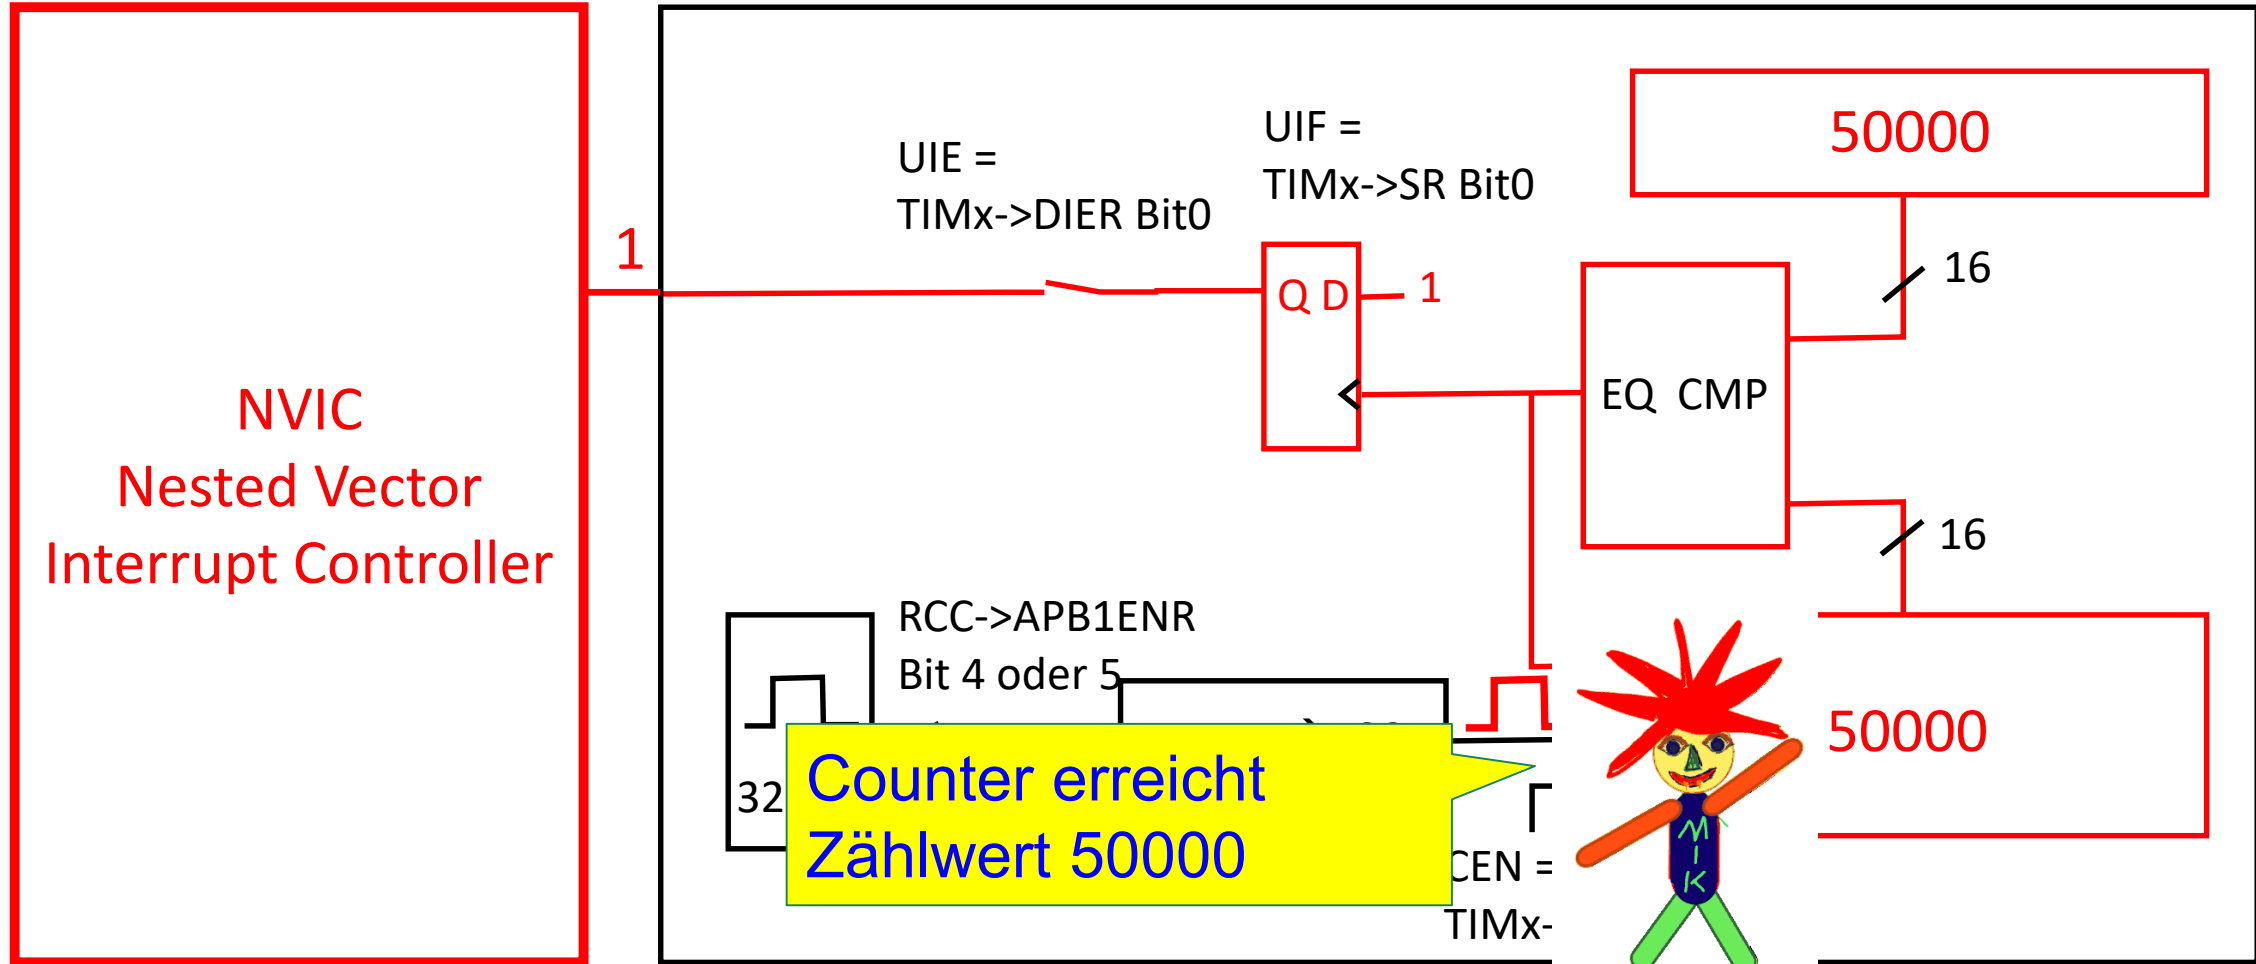 NVIC
Nested Vector
Interrupt Controller
1
UIE =
TIMx->DIER Bit0
UIF =
TIMx->SR Bit0
Q D
1
50000
16
EQ CMP
16
50000
RCC->APB1ENR
Bit 4 oder 5
32
Counter erreicht
Zählwert 50000
CEN =
TIMx-
M
I
K